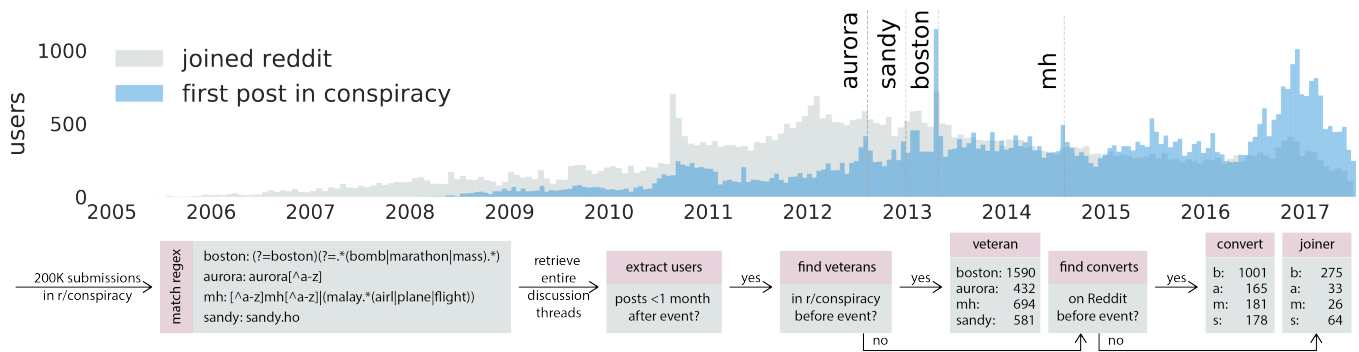 1000
500
0
users
joined reddit
first post in conspiracy
aurora
sandy
boston
mh
2005 2006 2007 2008 2009 2010 2011 2012 2013 2014 2015 2016 2017
200K submissions
in r/conspiracy
match regex
boston: (?=boston)(?=.*(bomb|marathon|mass).*)
aurora: aurora[^a-z]
mh: [^a-z]mh[^a-z]|(malay.*(airl|plane|flight))
sandy: sandy.ho
retrieve
entire
discussion
threads
extract users
posts <1 month
after event?
yes
find veterans
in r/conspiracy
before event?
yes
veteran
boston: 1590
aurora: 432
mh: 694
sandy: 581
no
find converts
on Reddit
before event?
yes
no
convert
b: 1001
a: 165
m: 181
s: 178
joiner
b: 275
a: 33
m: 26
s: 64